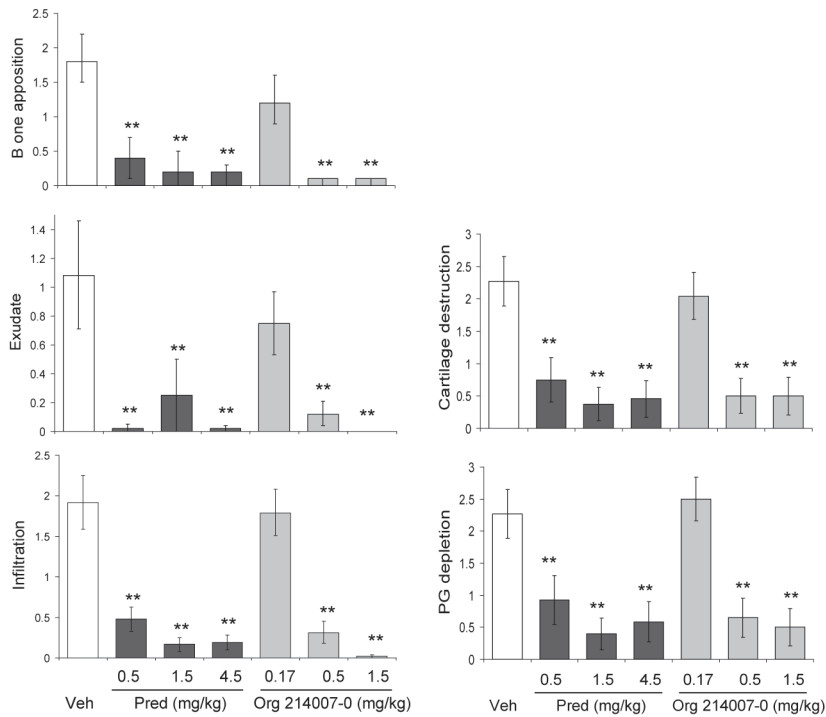 B one apposition
2.5
2
1.5
1
0.5
0
** ** ** ** **
Exudate
1.4
1.2
1
0.8
0.6
0.4
0.2
0
** ** ** ** **
Infiltration
2.5
2
1.5
1
0.5
0
** ** ** ** **
0.5 1.5 4.5 0.17 0.5 1.5
Veh Pred (mg/kg) Org 214007-0 (mg/kg)
Cartilage destruction
3
2.5
2
1.5
1
0.5
0
** ** ** ** **
PG depletion
3
2.5
2
1.5
1
0.5
0
** ** ** ** **
0.5 1.5 4.5 0.17 0.5 1.5
Veh Pred (mg/kg) Org 214007-0 (mg/kg)